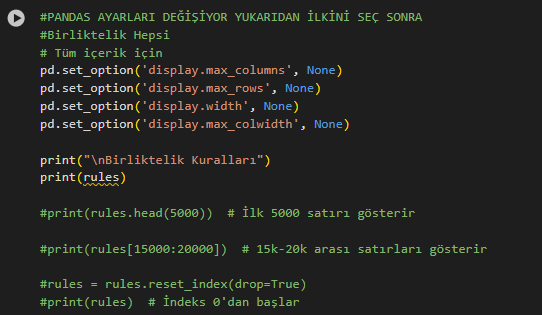 #PANDAS AYARLARI DEĞİŞİYOR YUKARIDAN İLKİNİ SEÇ SONRA
#Birliktelik Hepsi
# Tüm içerik için
pd.set_option('display.max_columns', None)
pd.set_option('display.max_rows', None)
pd.set_option('display.width', None)
pd.set_option('display.max_colwidth', None)
print("\nBirliktelik Kuralları")
print(rules)
#print(rules.head(5000))  # İlk 5000 satırı gösterir
#print(rules[15000:20000])  # 15k-20k arası satırları gösterir
#rules = rules.reset_index(drop=True)
#print(rules)  # İndeks 0'dan başlar